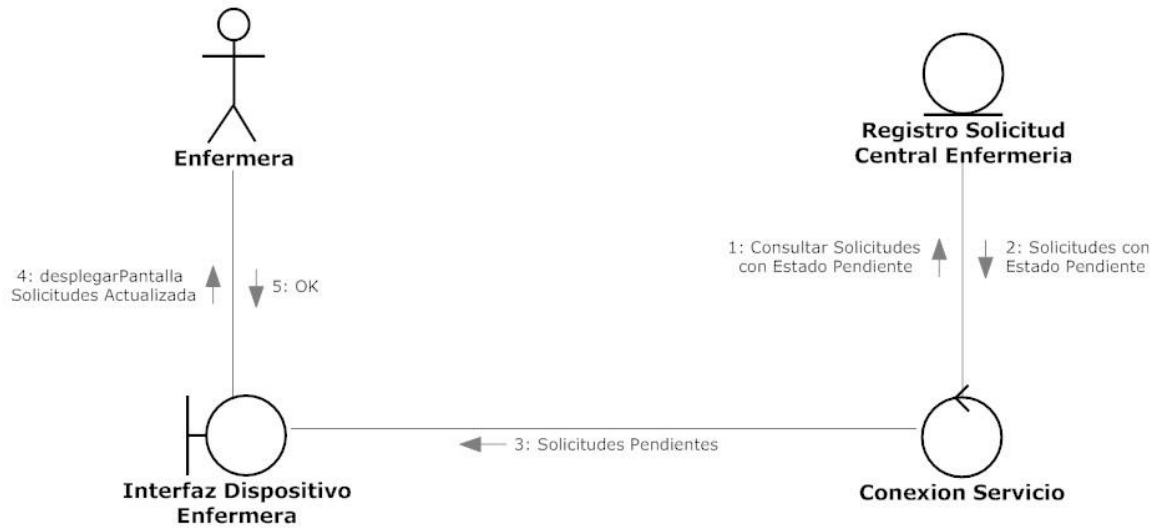 Enfermera
Registro Solicitud
Central Enfermeria
1: Consultar Solicitudes
con Estado Pendiente
2: Solicitudes con
Estado Pendiente
4: desplegarPantalla
Solicitudes Actualizada
5: OK
3: Solicitudes Pendientes
Interfaz Dispositivo
Enfermera
Conexion Servicio